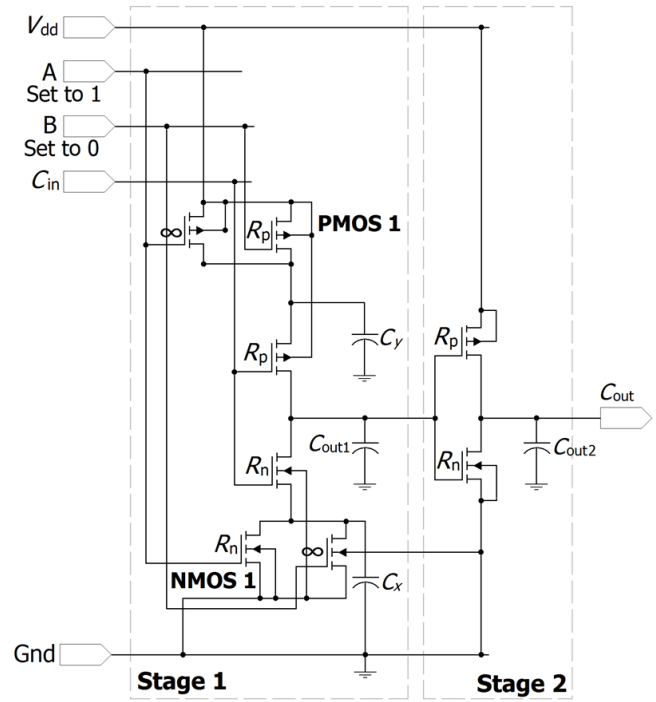 Vdd
A
Set to 1
B
Set to 0
Cin
∞ Rp PMOS 1
Rp Cy
Rp
Cout
Cout1
Rn
Rn
Cout2
Rn ∞
NMOS 1 Cx
Gnd
Stage 1 Stage 2